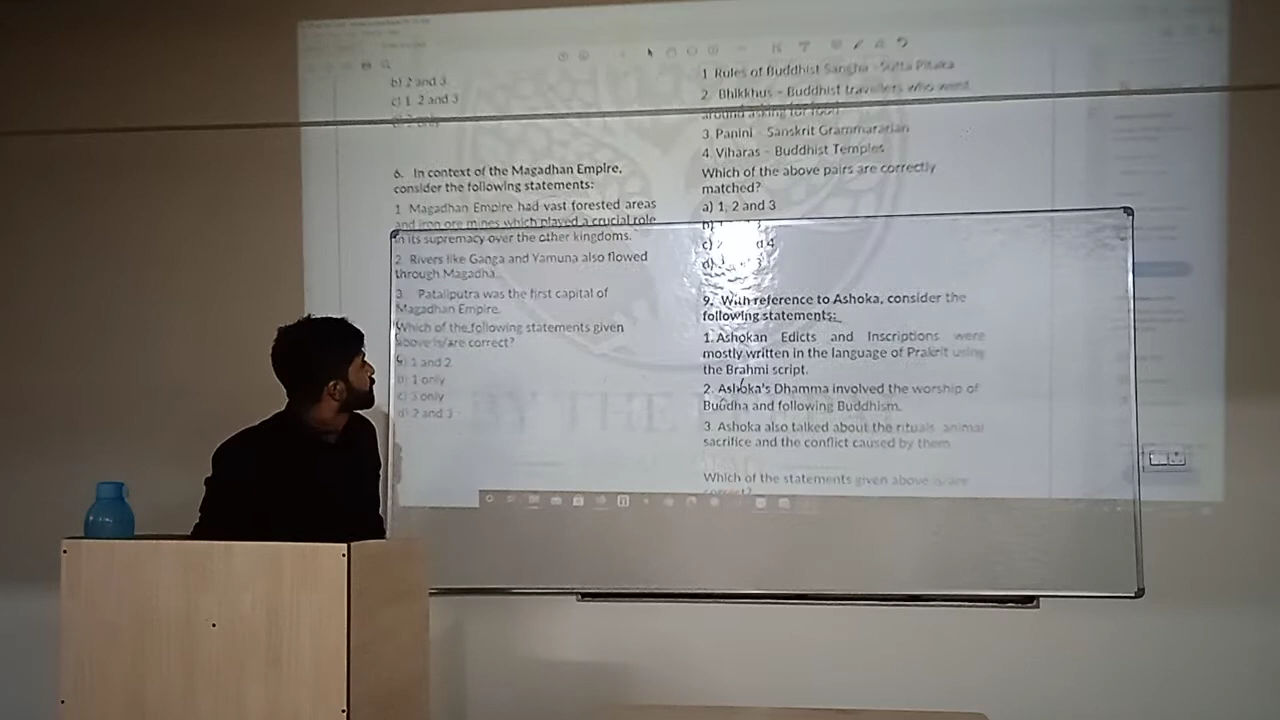 b) 2 and 3
c) 1 2 and 3
6. In context of the Magadhan Empire,
consider the following statements:
1 Magadhan Empire had vast forested areas
and iron ore mines which played a crucial role
in its supremacy over the other kingdoms.
2 Rivers like Ganga and Yamuna also flowed
through Magadha.
3 Pataliputra was the first capital of
Magadhan Empire.
Which of the following statements given
above is/are correct?
1 and 2
b) 1 only
c) 3 only
d) 2 and 3
1 Rules of Buddhist Sangha - Sutta Pitaka
2. Bhikkhus - Buddhist travellers who went
around asking for food
3. Panini - Sanskrit Grammararian
4. Viharas - Buddhist Temples
Which of the above pairs are correctly
matched?
a) 1, 2 and 3
b)
c) d 4
d) 3
9. With reference to Ashoka, consider the
following statements:
1. Ashokan Edicts and Inscriptions were
mostly written in the language of Prakrit using
the Brahmi script.
2. Ashoka's Dhamma involved the worship of
Buddha and following Buddhism.
3. Ashoka also talked about the rituals animal
sacrifice and the conflict caused by them
Which of the statements given above is/are
correct?